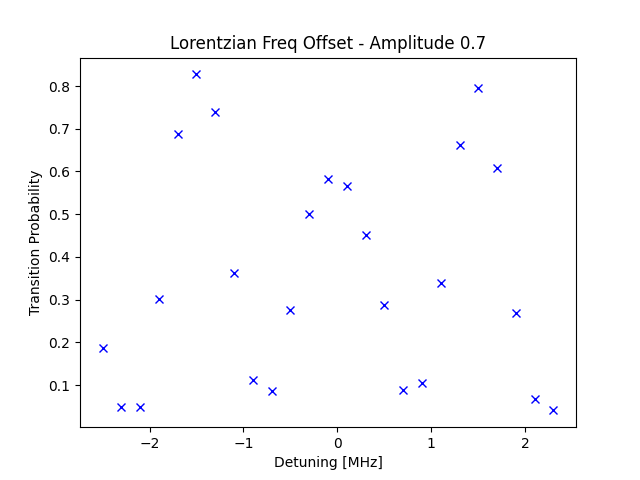 Lorentzian Freq Offset - Amplitude 0.7
Transition Probability
0.8
0.7
0.6
0.5
0.4
0.3
0.2
0.1
−2 −1 0 1 2
Detuning [MHz]